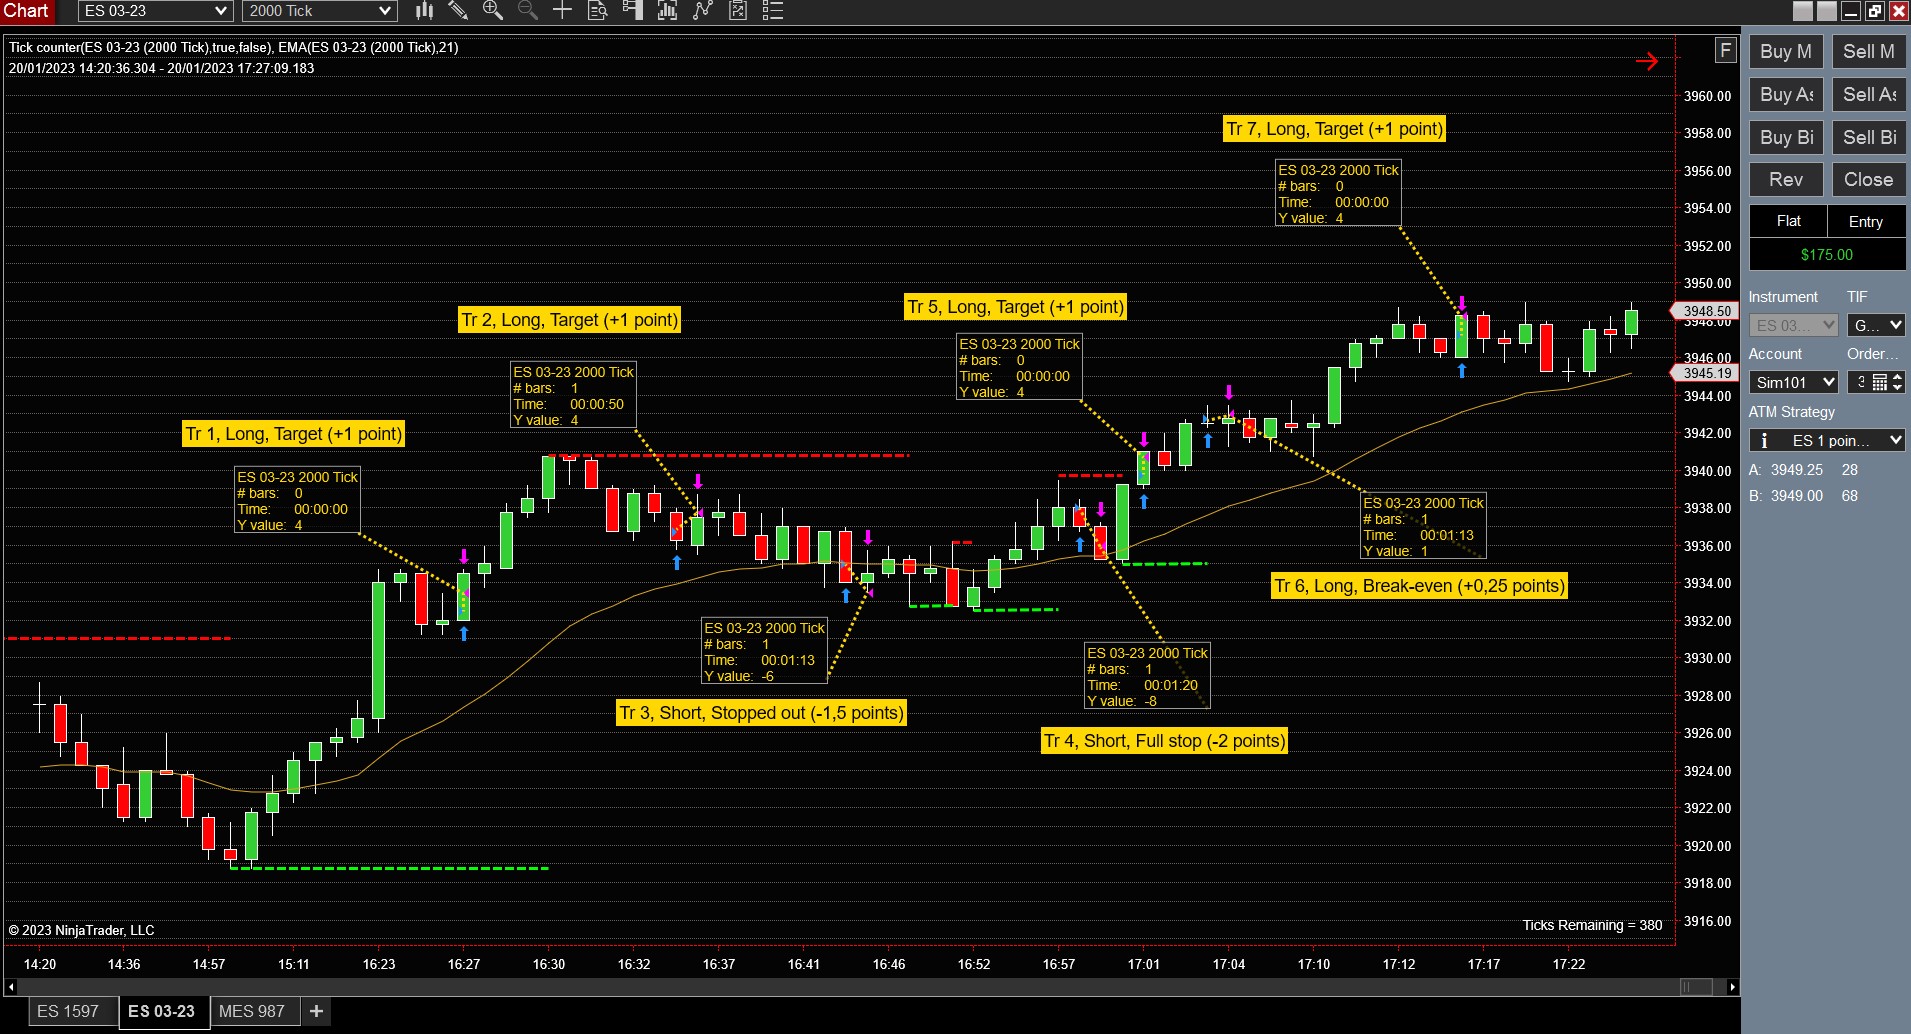 Chart ES 03-23 2000 Tick
Tick counter(ES 03-23 (2000 Tick),true,false), EMA(ES 03-23 (2000 Tick),21)
20/01/2023 14:20:36.304 - 20/01/2023 17:27:09.183
F
Tr 1, Long, Target (+1 point)
ES 03-23 2000 Tick
# bars: 0
Time: 00:00:00
Y value: 4
Tr 2, Long, Target (+1 point)
ES 03-23 2000 Tick
# bars: 1
Time: 00:00:50
Y value: 4
ES 03-23 2000 Tick
# bars: 1
Time: 00:01:13
Y value: -6
Tr 3, Short, Stopped out (-1,5 points)
ES 03-23 2000 Tick
# bars: 1
Time: 00:01:20
Y value: -8
Tr 4, Short, Full stop (-2 points)
Tr 5, Long, Target (+1 point)
ES 03-23 2000 Tick
# bars: 0
Time: 00:00:00
Y value: 4
ES 03-23 2000 Tick
# bars: 1
Time: 00:01:13
Y value: 1
Tr 6, Long, Break-even (+0,25 points)
Tr 7, Long, Target (+1 point)
ES 03-23 2000 Tick
# bars: 0
Time: 00:00:00
Y value: 4
3960.00
3958.00
3956.00
3954.00
3952.00
3950.00
3948.50
3948.00
3946.00
3945.19
3944.00
3942.00
3940.00
3938.00
3936.00
3934.00
3932.00
3930.00
3928.00
3926.00
3924.00
3922.00
3920.00
3918.00
3916.00
© 2023 NinjaTrader, LLC
Ticks Remaining = 380
14:20 14:36 14:57 15:11 16:23 16:27 16:30 16:32 16:37 16:41 16:46 16:52 16:57 17:01 17:04 17:10 17:12 17:17 17:22
ES 1597 ES 03-23 MES 987 +
Buy M Sell M
Buy As Sell As
Buy Bi Sell Bi
Rev Close
Flat Entry
$175.00
Instrument TIF
ES 03... G...
Account Order...
Sim101 3
ATM Strategy
ES 1 poin...
A: 3949.25 28
B: 3949.00 68